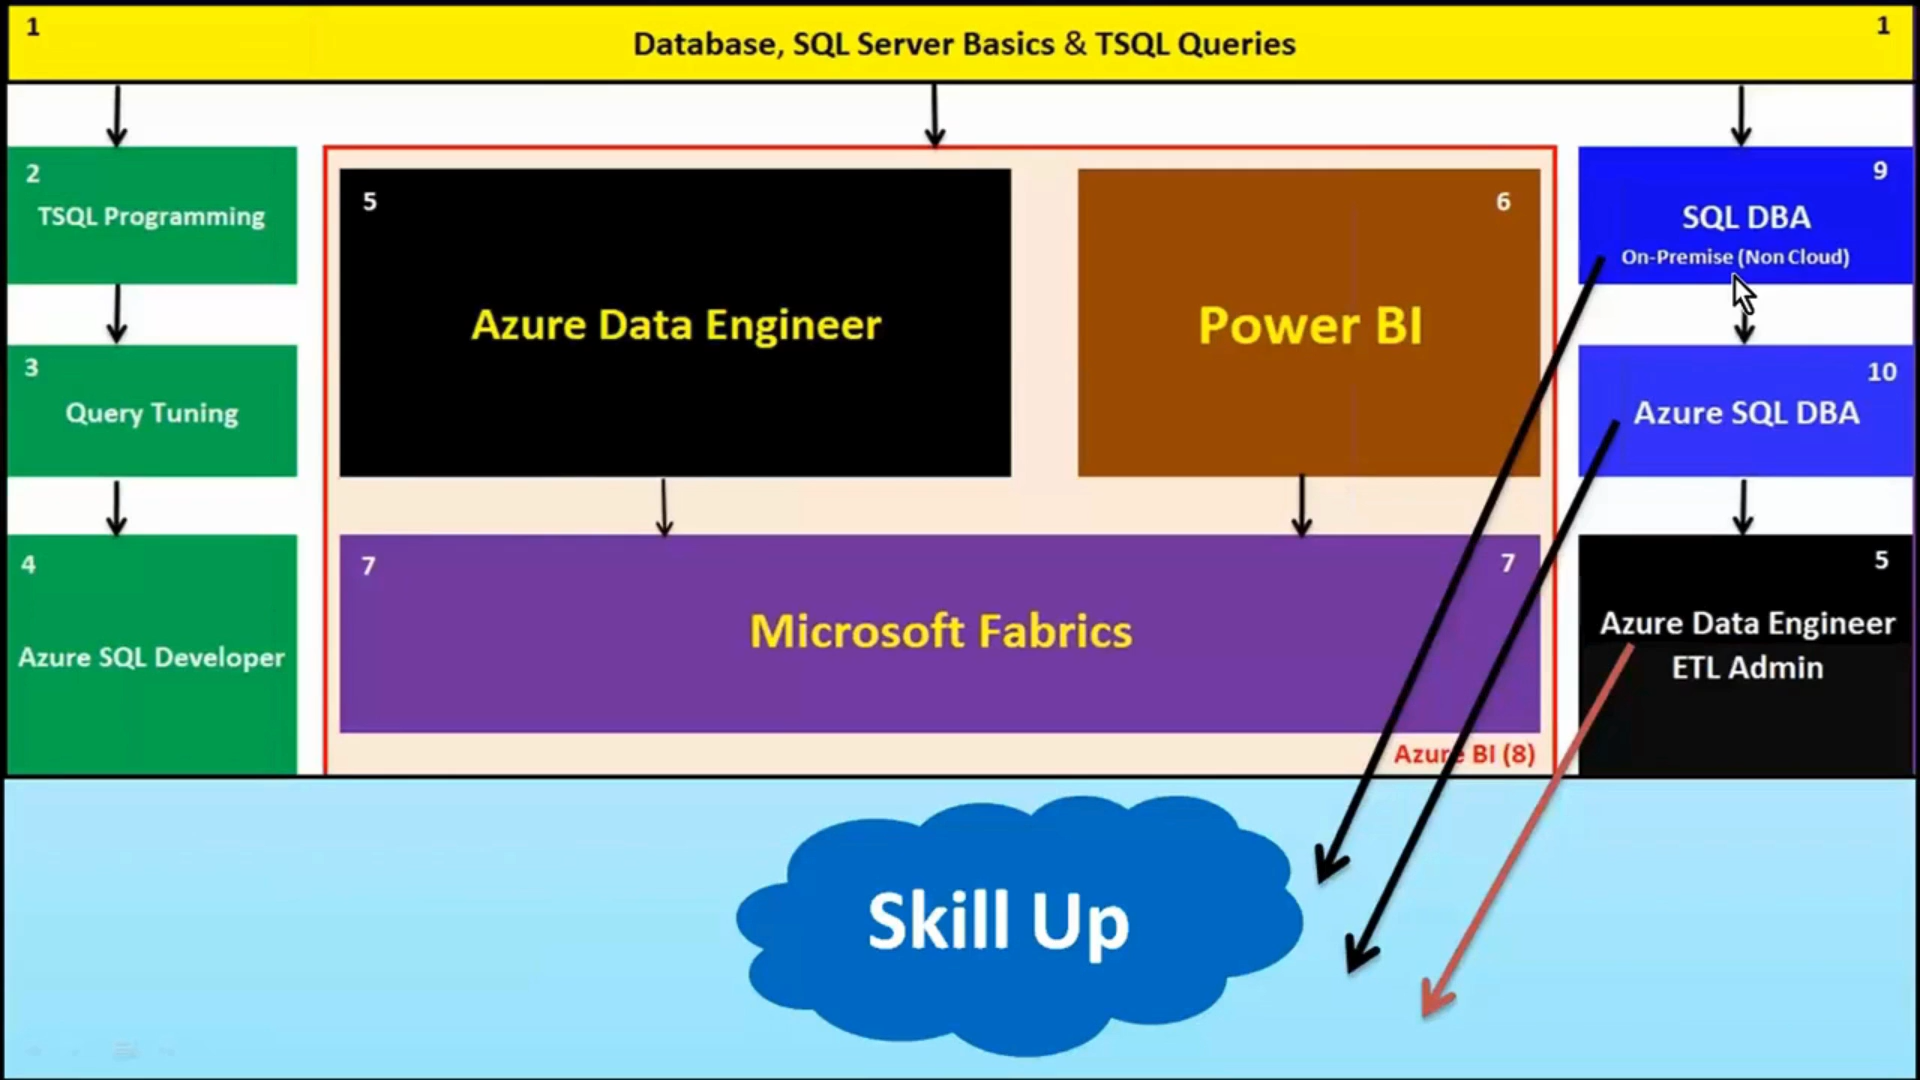 1
Database, SQL Server Basics & TSQL Queries
1
2
TSQL Programming
3
Query Tuning
4
Azure SQL Developer
5
Azure Data Engineer
6
Power BI
7
Microsoft Fabrics
7
Azure BI (8)
9
SQL DBA
On-Premise (Non Cloud)
10
Azure SQL DBA
5
Azure Data Engineer
ETL Admin
Skill Up